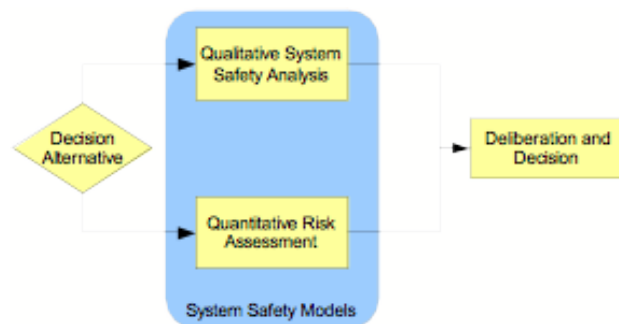 Qualitative System
Safety Analysis
Decision
Alternative
Deliberation and
Decision
Quantitative Risk
Assessment
System Safety Models